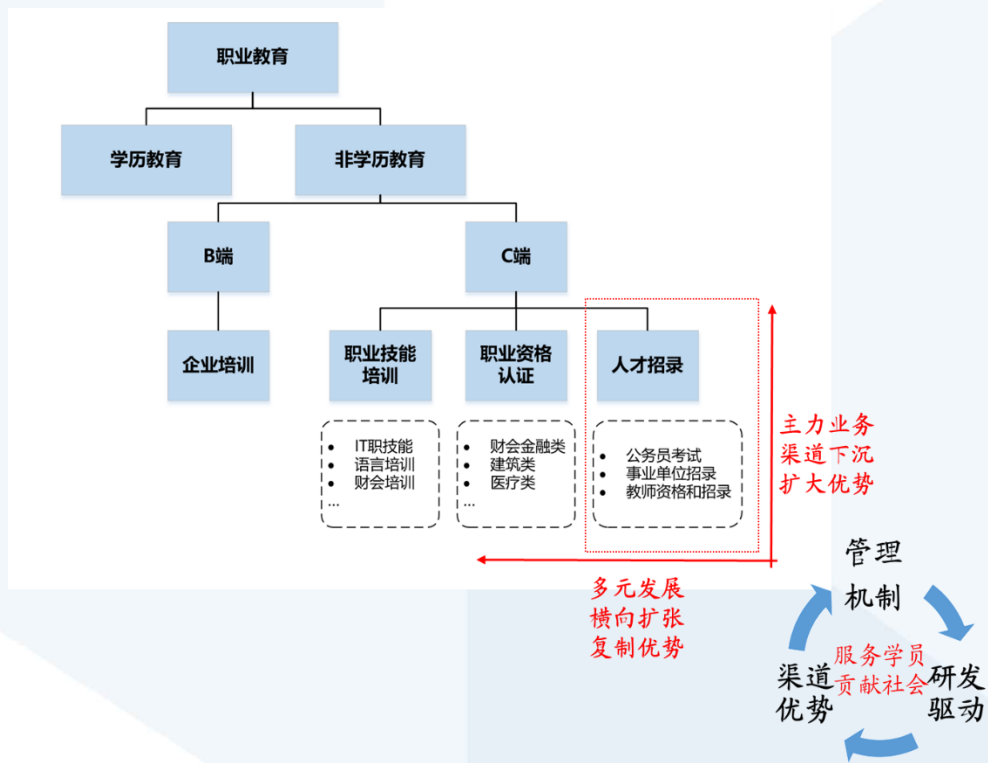 职业教育
学历教育
非学历教育
B端
C端
企业培训
职业技能
培训
职业资格
认证
人才招录
• IT职技能
• 语言培训
• 财会培训
...
• 财会金融类
• 建筑类
• 医疗类
...
• 公务员考试
• 事业单位招录
• 教师资格和招录
主力业务
渠道下沉
扩大优势
多元发展
横向扩张
复制优势
管理
机制
服务学员
贡献社会
渠道
优势
研发
驱动